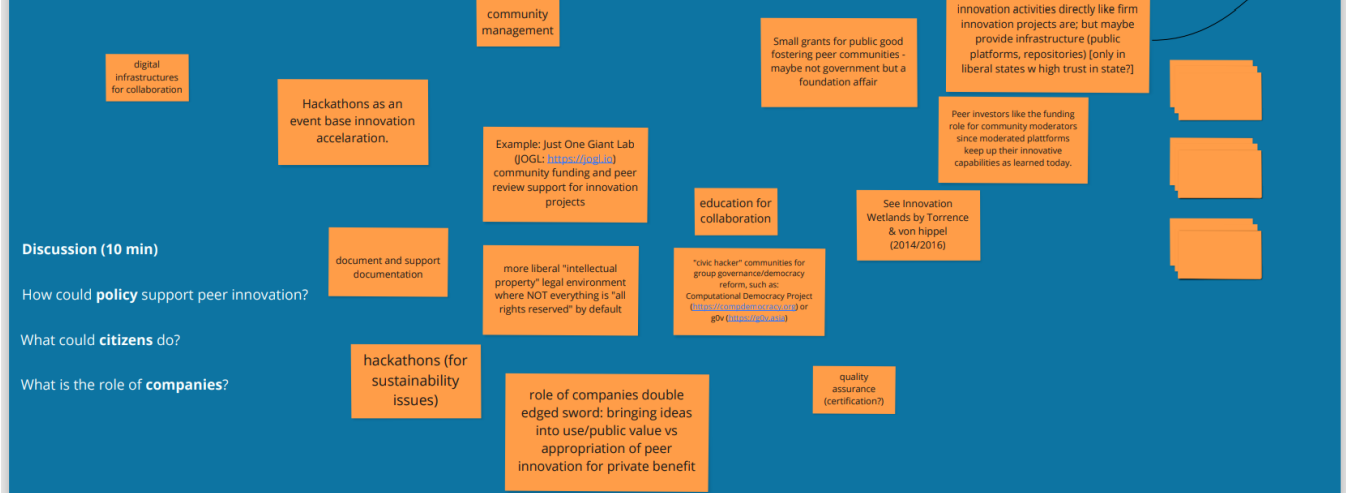 community
management
innovation activities directly like firm
innovation projects are; but maybe
provide infrastructure (public
platforms, repositories) [only in
liberal states w high trust in state?]
Small grants for public good
fostering peer communities -
maybe not government but a
foundation affair
digital
infrastructures
for collaboration
Hackathons as an
event base innovation
accelaration.
Peer investors like the funding
role for community moderators
since moderated plattforms
keep up their innovative
capabilities as learned today.
Example: Just One Giant Lab
(JOGL: https://jogl.io)
community funding and peer
review support for innovation
projects
education for
collaboration
See Innovation
Wetlands by Torrence
& von hippel
(2014/2016)
Discussion (10 min)
How could policy support peer innovation?
What could citizens do?
What is the role of companies?
document and support
documentation
more liberal "intellectual
property" legal environment
where NOT everything is "all
rights reserved" by default
"civic hacker" communities for
group governance/democracy
reform, such as:
Computational Democracy Project
(https://compdemocracy.org) or
g0v (https://g0v.asia)
hackathons (for
sustainability
issues)
role of companies double
edged sword: bringing ideas
into use/public value vs
appropriation of peer
innovation for private benefit
quality
assurance
(certification?)